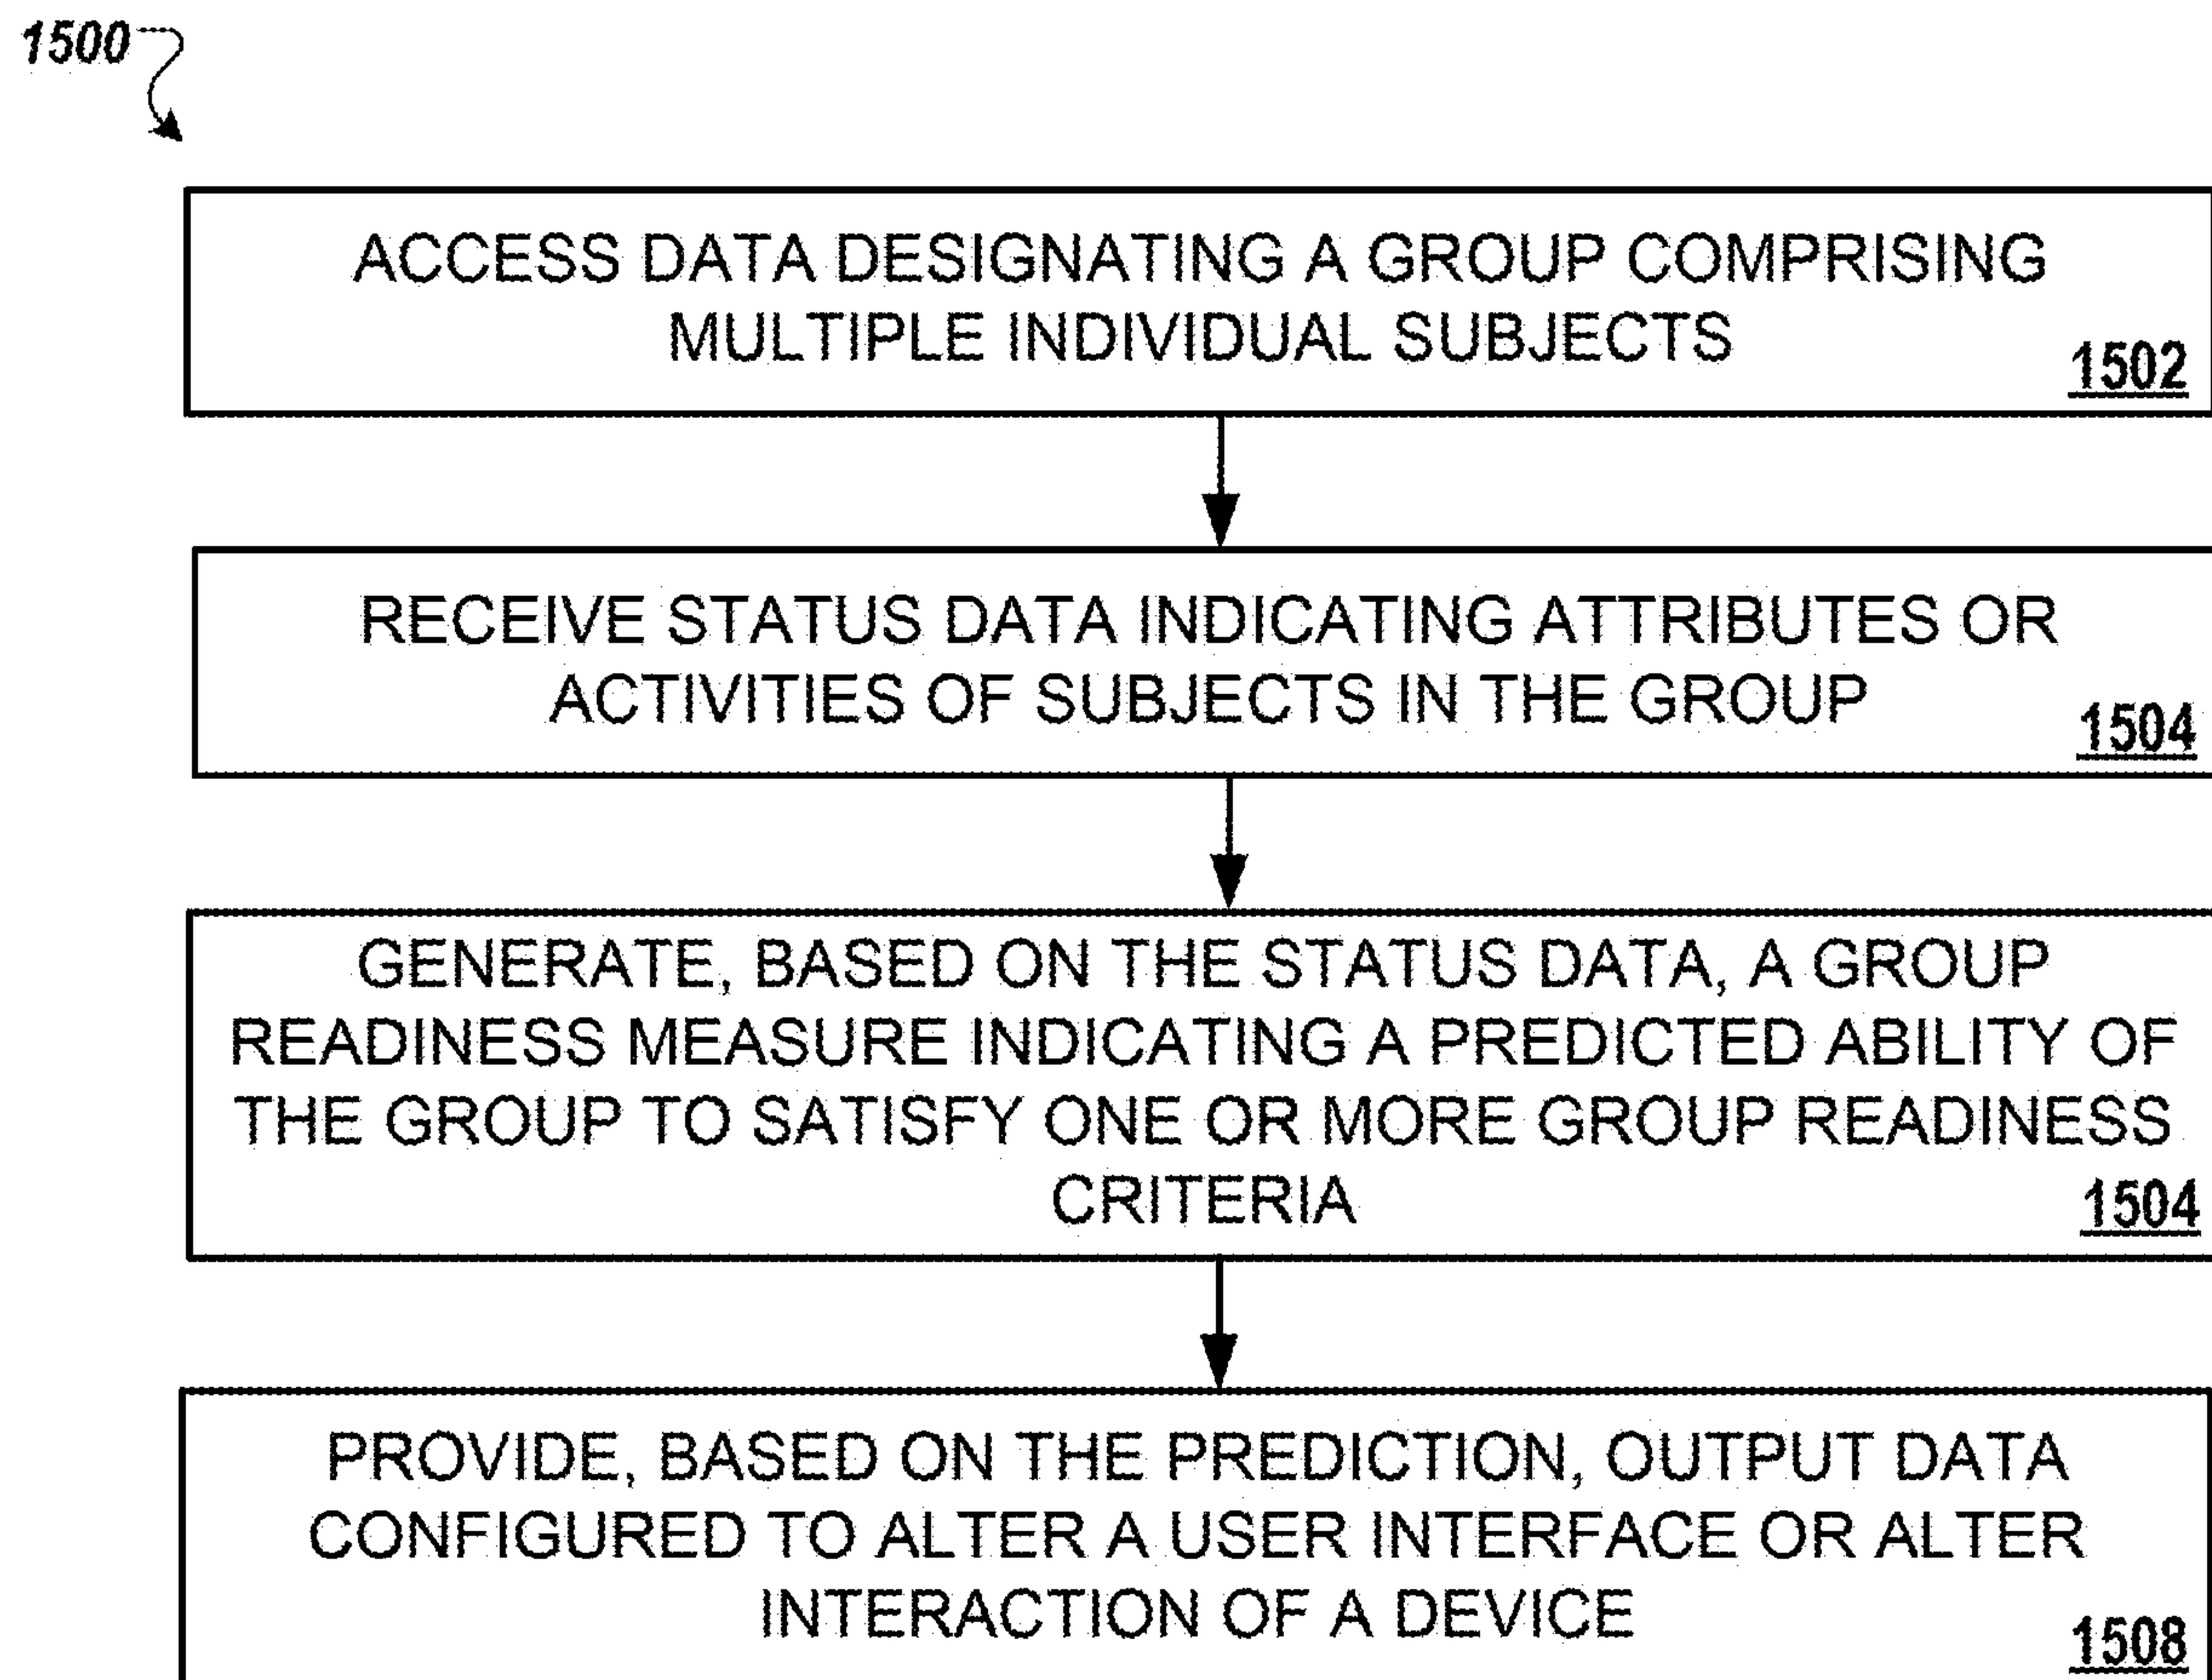 1500
ACCESS DATA DESIGNATING A GROUP COMPRISING
MULTIPLE INDIVIDUAL SUBJECTS
1502
RECEIVE STATUS DATA INDICATING ATTRIBUTES OR
ACTIVITIES OF SUBJECTS IN THE GROUP
1504
GENERATE, BASED ON THE STATUS DATA, A GROUP
READINESS MEASURE INDICATING A PREDICTED ABILITY OF
THE GROUP TO SATISFY ONE OR MORE GROUP READINESS
CRITERIA
1504
PROVIDE, BASED ON THE PREDICTION, OUTPUT DATA
CONFIGURED TO ALTER A USER INTERFACE OR ALTER
INTERACTION OF A DEVICE
1508